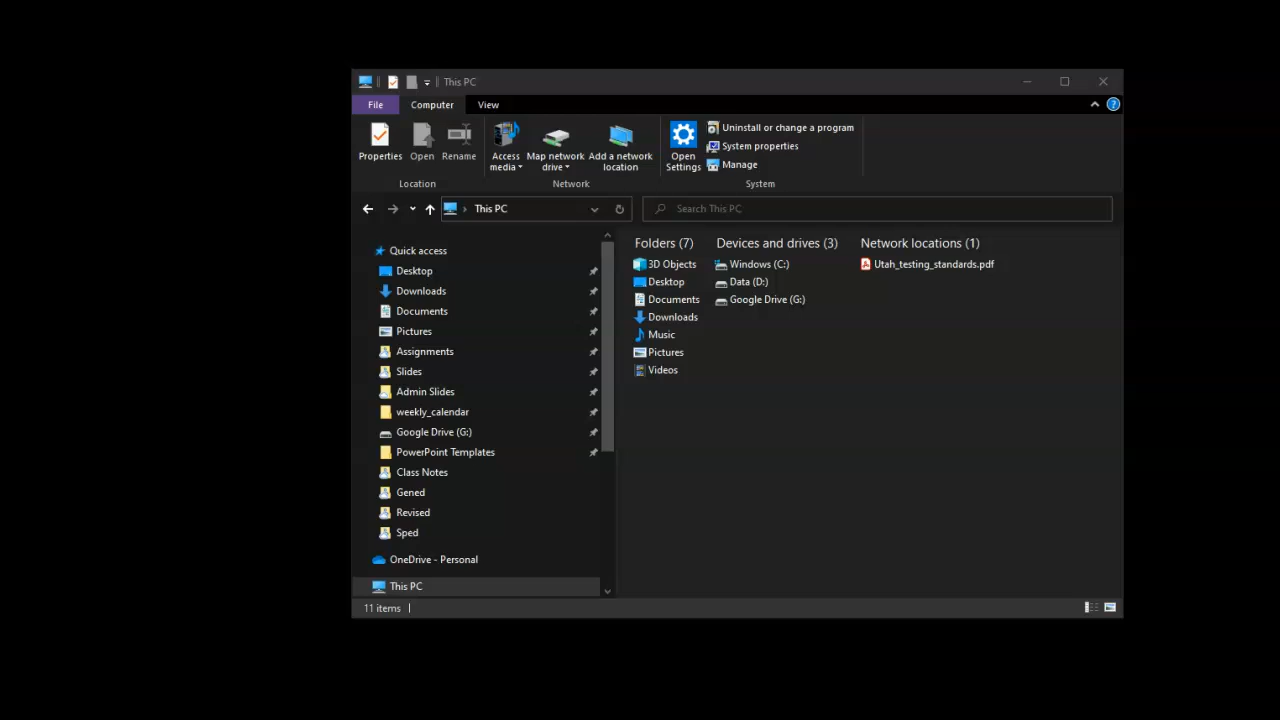 This PC
File Computer View
Properties Open Rename Access media Map network drive Add a network location Open Settings Uninstall or change a program
System properties
Manage
Location Network System
This PC Search This PC
Quick access
Desktop
Downloads
Documents
Pictures
Assignments
Slides
Admin Slides
weekly_calendar
Google Drive (G:)
PowerPoint Templates
Class Notes
Gened
Revised
Sped
OneDrive - Personal
This PC
Folders (7)
3D Objects
Desktop
Documents
Downloads
Music
Pictures
Videos
Devices and drives (3)
Windows (C:)
Data (D:)
Google Drive (G:)
Network locations (1)
Utah_testing_standards.pdf
11 items